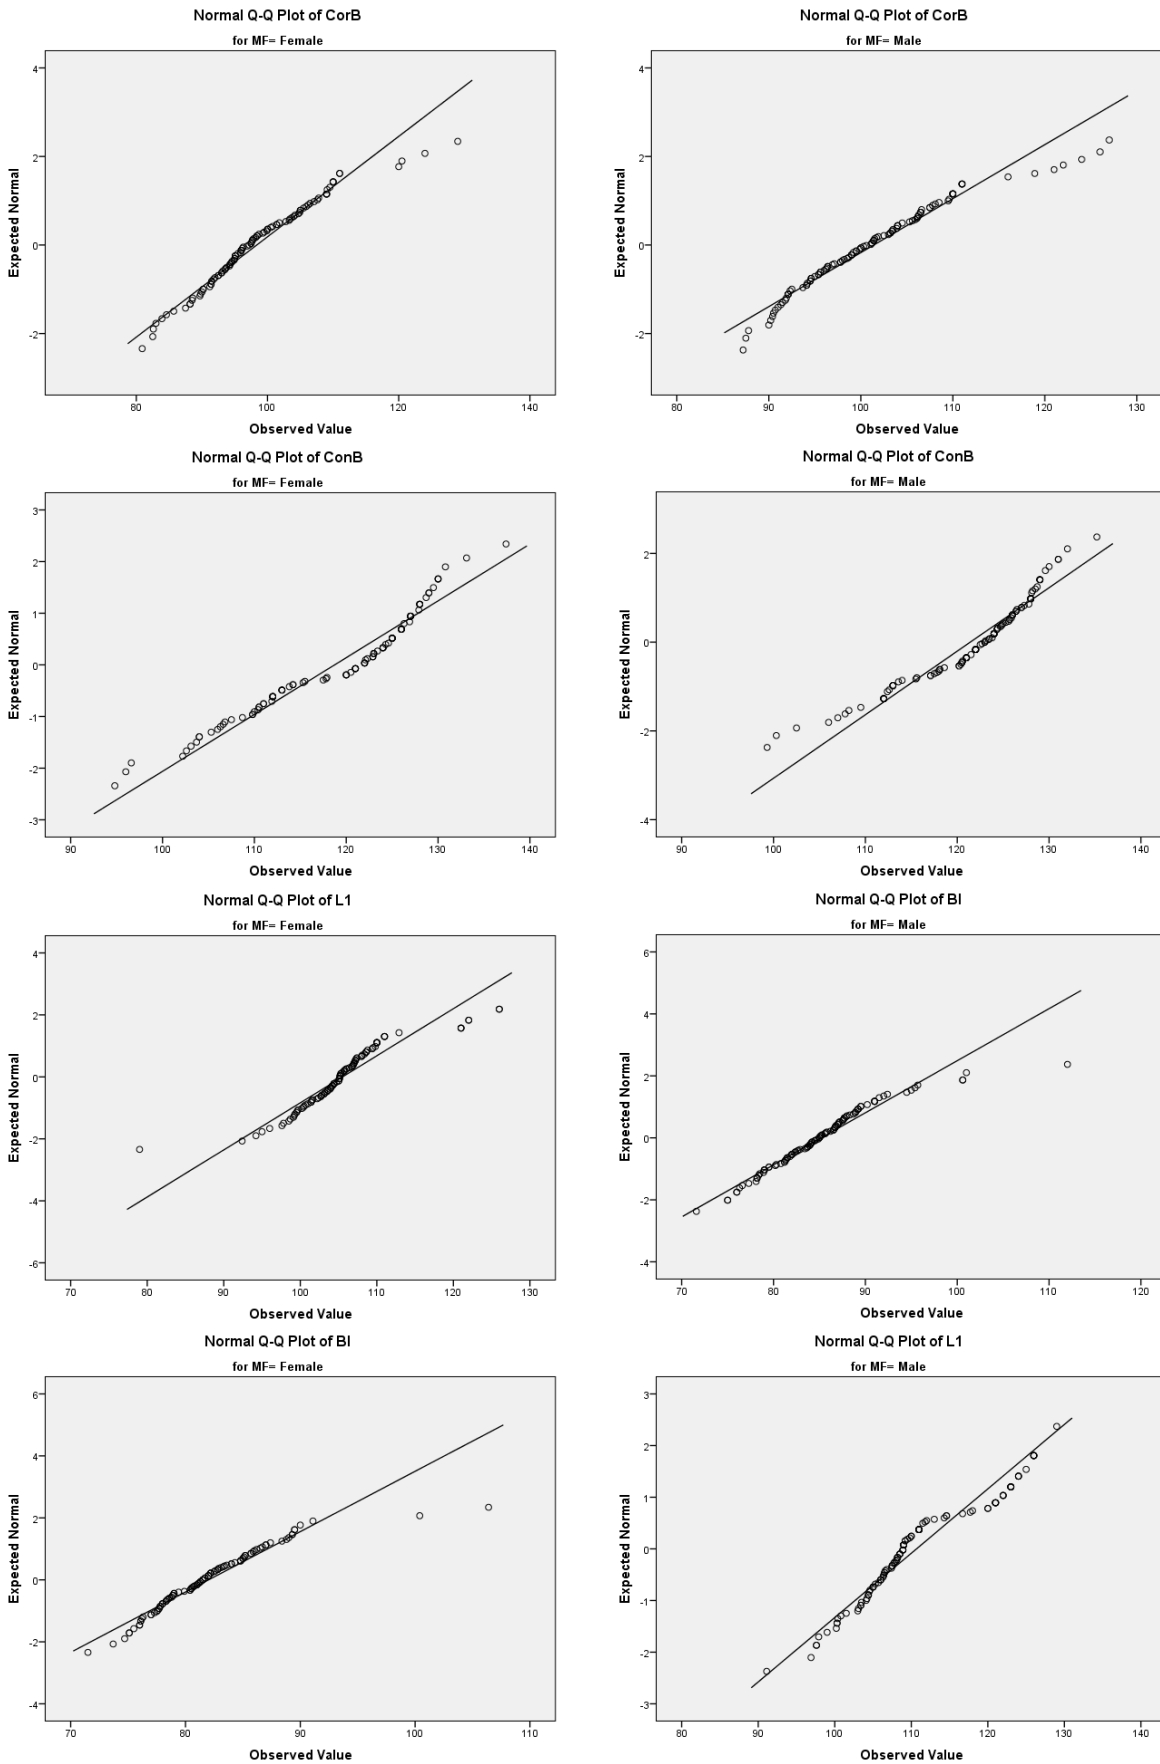 Normal Q-Q Plot of CorB
for MF= Female
4
2
0
-2
Expected Normal
80 100 120 140
Observed Value
Normal Q-Q Plot of CorB
for MF= Male
4
2
0
-2
Expected Normal
80 90 100 110 120 130
Observed Value
Normal Q-Q Plot of ConB
for MF= Female
3
2
1
0
-1
-2
-3
Expected Normal
90 100 110 120 130 140
Observed Value
Normal Q-Q Plot of ConB
for MF= Male
2
0
-2
-4
Expected Normal
90 100 110 120 130 140
Observed Value
Normal Q-Q Plot of L1
for MF= Female
4
2
0
-2
-4
-6
Expected Normal
70 80 90 100 110 120 130
Observed Value
Normal Q-Q Plot of BI
for MF= Male
6
4
2
0
-2
-4
Expected Normal
70 80 90 100 110 120
Observed Value
Normal Q-Q Plot of BI
for MF= Female
6
4
2
0
-2
-4
Expected Normal
70 80 90 100 110
Observed Value
Normal Q-Q Plot of L1
for MF= Male
3
2
1
0
-1
-2
-3
Expected Normal
80 90 100 110 120 130 140
Observed Value